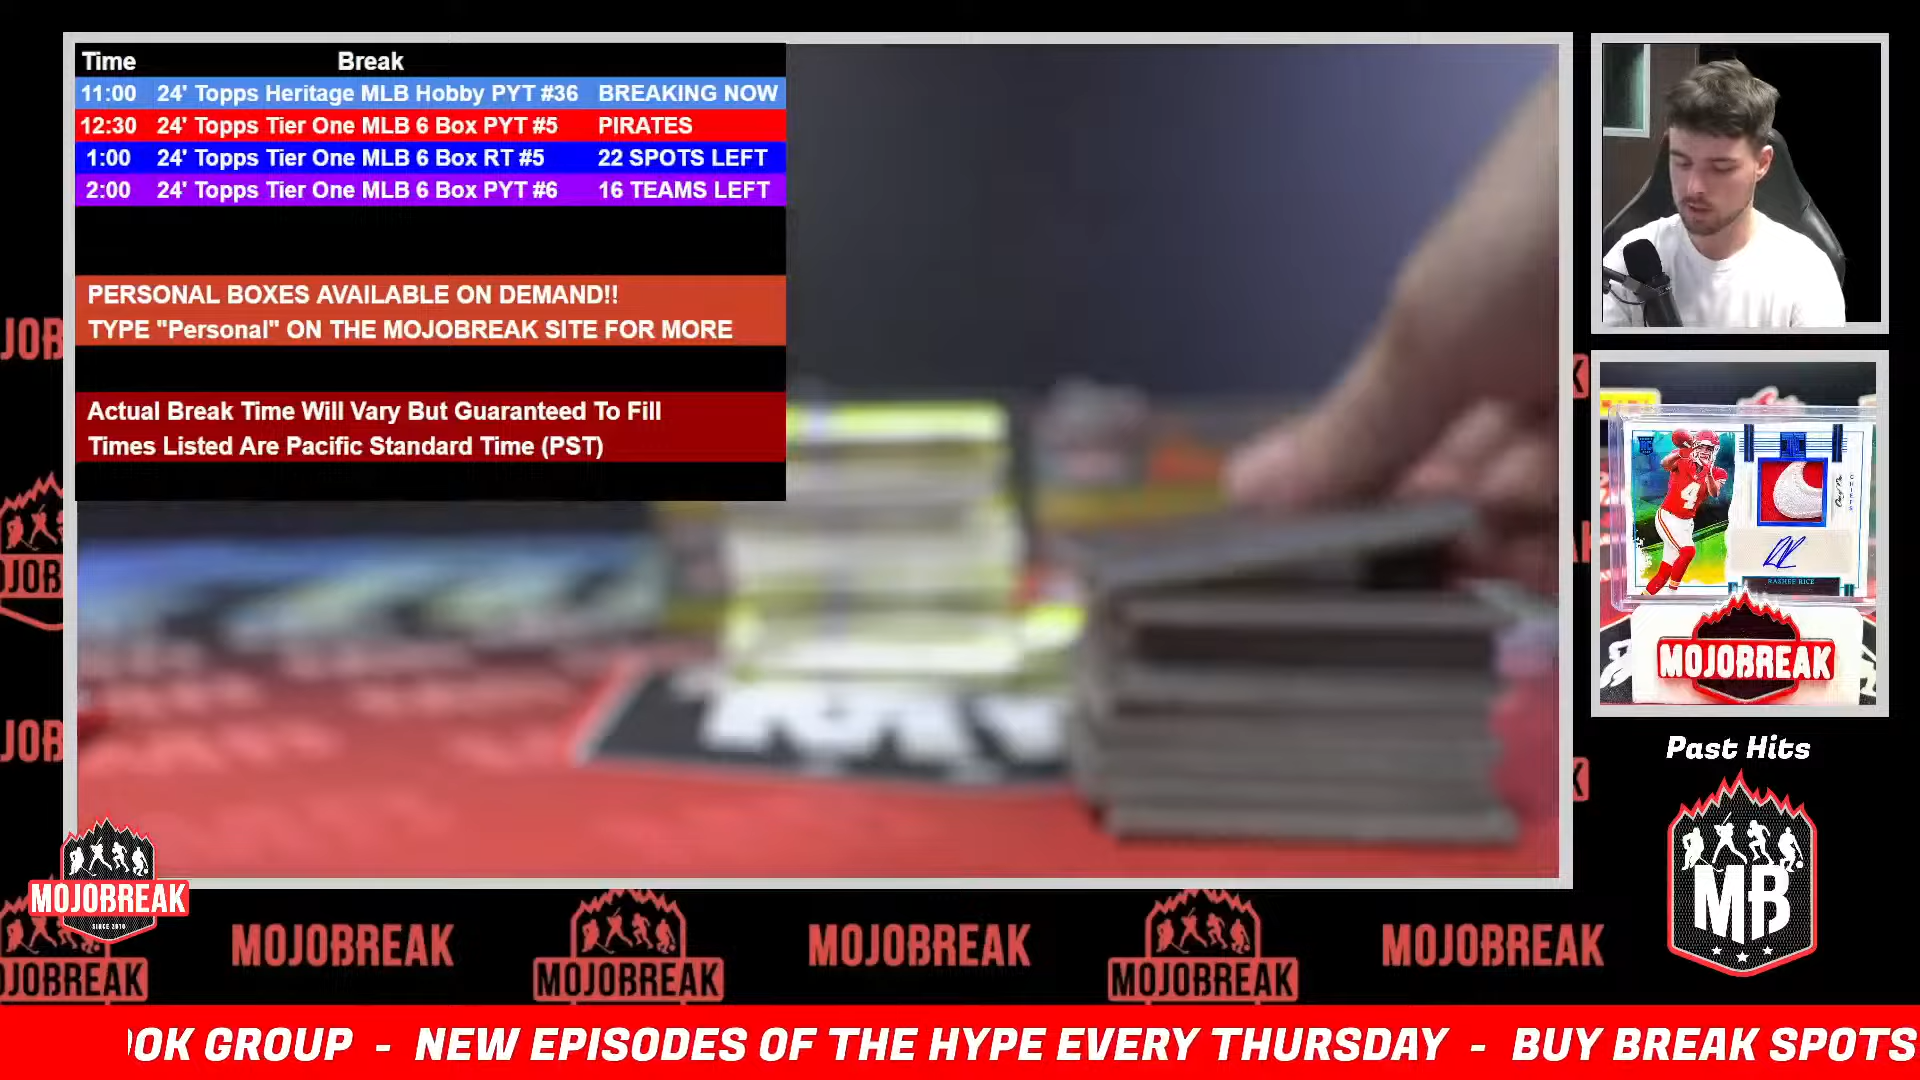 Time Break
11:00 24' Topps Heritage MLB Hobby PYT #36 BREAKING NOW
12:30 24' Topps Tier One MLB 6 Box PYT #5 PIRATES
1:00 24' Topps Tier One MLB 6 Box RT #5 22 SPOTS LEFT
2:00 24' Topps Tier One MLB 6 Box PYT #6 16 TEAMS LEFT
PERSONAL BOXES AVAILABLE ON DEMAND!!
TYPE "Personal" ON THE MOJOBREAK SITE FOR MORE
Actual Break Time Will Vary But Guaranteed To Fill
Times Listed Are Pacific Standard Time (PST)
CHIEFS
RASHEE RICE
MOJOBREAK
Past Hits
MB
MOJOBREAK
SINCE 2010
MOJOBREAK MOJOBREAK MOJOBREAK MOJOBREAK MOJOBREAK
OK GROUP - NEW EPISODES OF THE HYPE EVERY THURSDAY - BUY BREAK SPOTS